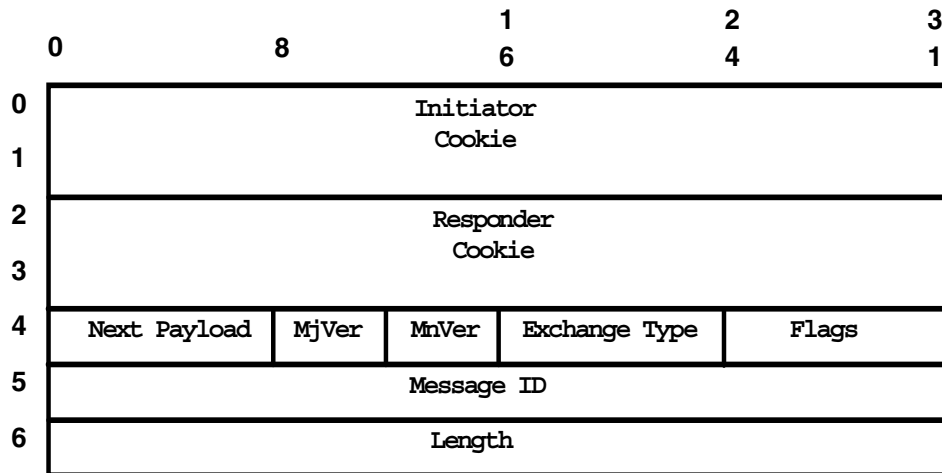 1 2 3
0 8 6 4 1
0 Initiator
Cookie
1
2 Responder
Cookie
3
4 Next Payload MjVer MnVer Exchange Type Flags
5 Message ID
6 Length